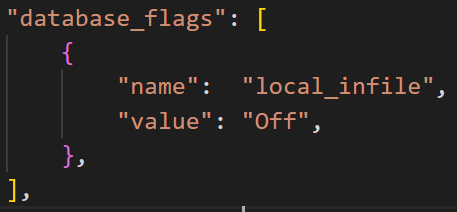 "database_flags": [
    {
        "name":  "local_infile",
        "value": "Off",
    },
],